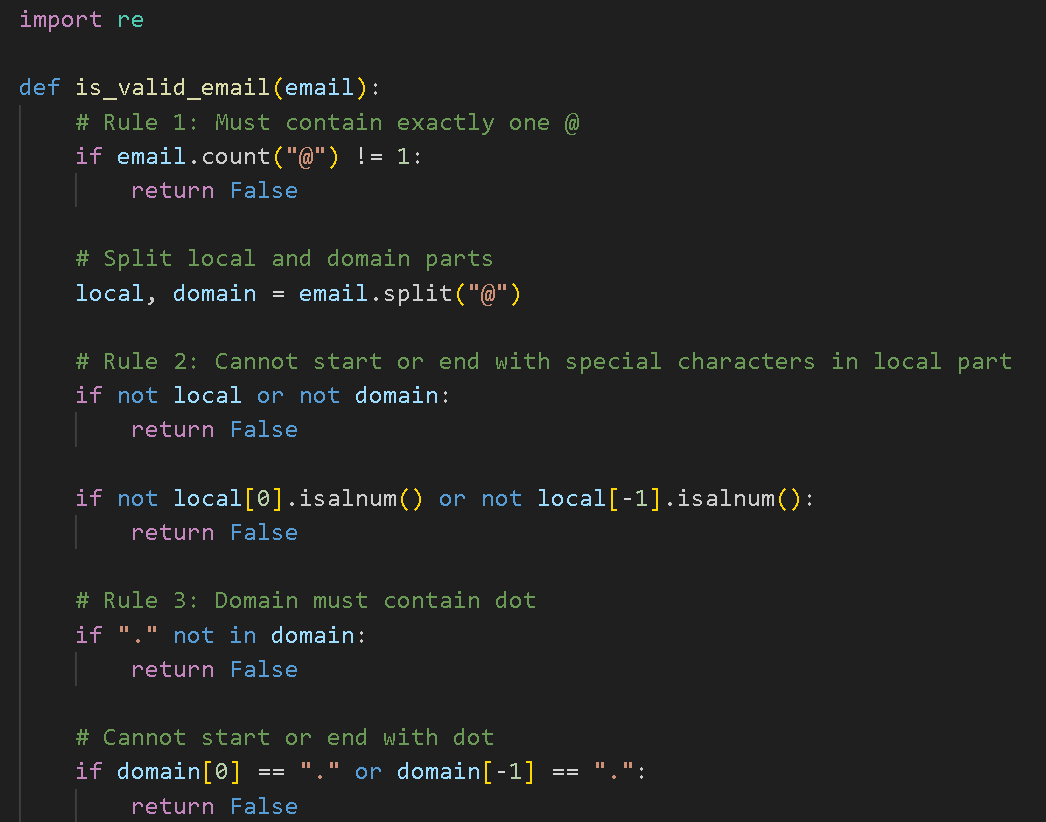 import re

def is_valid_email(email):
    # Rule 1: Must contain exactly one @
    if email.count("@") != 1:
        return False

    # Split local and domain parts
    local, domain = email.split("@")

    # Rule 2: Cannot start or end with special characters in local part
    if not local or not domain:
        return False

    if not local[0].isalnum() or not local[-1].isalnum():
        return False

    # Rule 3: Domain must contain dot
    if "." not in domain:
        return False

    # Cannot start or end with dot
    if domain[0] == "." or domain[-1] == ".":
        return False